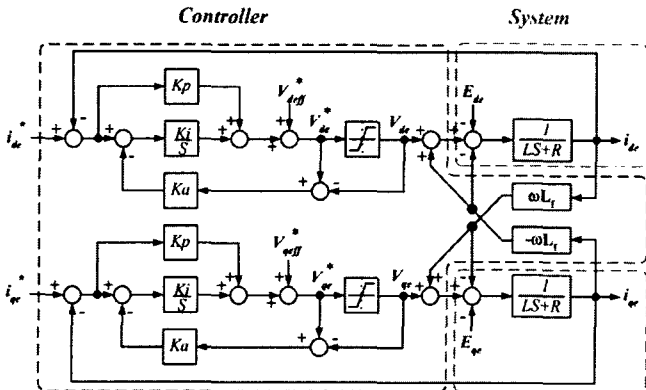 Controller
System
Kp
V_deff*
E_de
V_de*
V_de
i_de*
Ki/S
1/(LS+R)
i_de
Ka
ωL_f
Kp
V_qeff*
-ωL_f
V_qe*
V_qe
i_qe*
Ki/S
1/(LS+R)
i_qe
Ka
E_qe